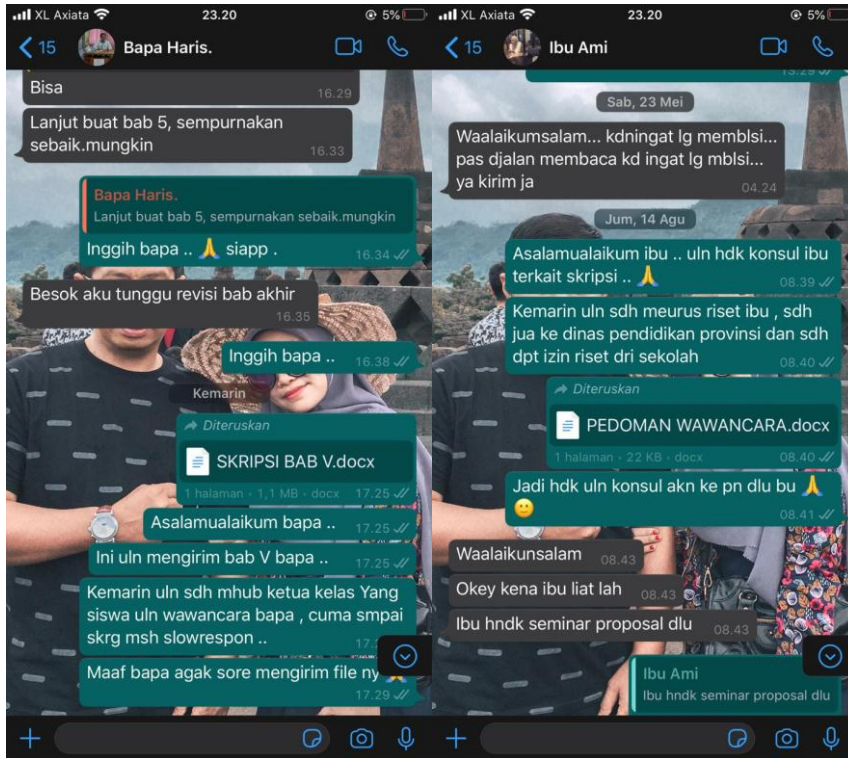 XL Axiata 23.20 5%
15 Bapa Haris.
Bisa
16.29
Lanjut buat bab 5, sempurnakan
sebaik.mungkin
16.33
Bapa Haris.
Lanjut buat bab 5, sempurnakan sebaik.mungkin
Inggih bapa .. 🙏 siapp .
16.34
Besok aku tunggu revisi bab akhir
16.35
Inggih bapa ..
16.38
Kemarin
Diteruskan
SKRIPSI BAB V.docx
1 halaman • 1,1 MB • docx 17.25
Asalamualaikum bapa ..
17.25
Ini uln mengirim bab V bapa ..
17.25
Kemarin uln sdh mhub ketua kelas Yang
siswa uln wawancara bapa , cuma smpai
skrg msh slowrespon ..
Maaf bapa agak sore mengirim file ny
17.29
XL Axiata 23.20 5%
15 Ibu Ami
13.29
Sab, 23 Mei
Waalaikumsalam... kdningat lg memblsi...
pas djalan membaca kd ingat lg mblsi...
ya kirim ja
04.24
Jum, 14 Agu
Asalamualaikum ibu .. uln hdk konsul ibu
terkait skripsi .. 🙏
08.39
Kemarin uln sdh meurus riset ibu , sdh
jua ke dinas pendidikan provinsi dan sdh
dpt izin riset dri sekolah
08.40
Diteruskan
PEDOMAN WAWANCARA.docx
1 halaman • 22 KB • docx 08.40
Jadi hdk uln konsul akn ke pn dlu bu 🙏
🙂
08.41
Waalaikunsalam
08.43
Okey kena ibu liat lah
08.43
Ibu hndk seminar proposal dlu
08.43
Ibu Ami
Ibu hndk seminar proposal dlu